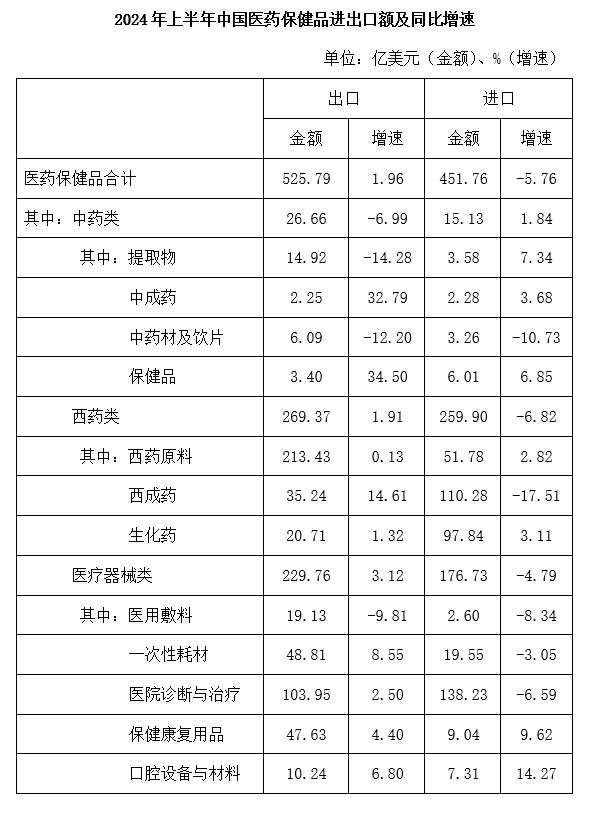 2024年上半年中国医药保健品进出口额及同比增速
单位：亿美元（金额）、%（增速）
出口 进口
金额 增速 金额 增速
医药保健品合计 525.79 1.96 451.76 -5.76
其中：中药类 26.66 -6.99 15.13 1.84
其中：提取物 14.92 -14.28 3.58 7.34
中成药 2.25 32.79 2.28 3.68
中药材及饮片 6.09 -12.20 3.26 -10.73
保健品 3.40 34.50 6.01 6.85
西药类 269.37 1.91 259.90 -6.82
其中：西药原料 213.43 0.13 51.78 2.82
西成药 35.24 14.61 110.28 -17.51
生化药 20.71 1.32 97.84 3.11
医疗器械类 229.76 3.12 176.73 -4.79
其中：医用敷料 19.13 -9.81 2.60 -8.34
一次性耗材 48.81 8.55 19.55 -3.05
医院诊断与治疗 103.95 2.50 138.23 -6.59
保健康复用品 47.63 4.40 9.04 9.62
口腔设备与材料 10.24 6.80 7.31 14.27